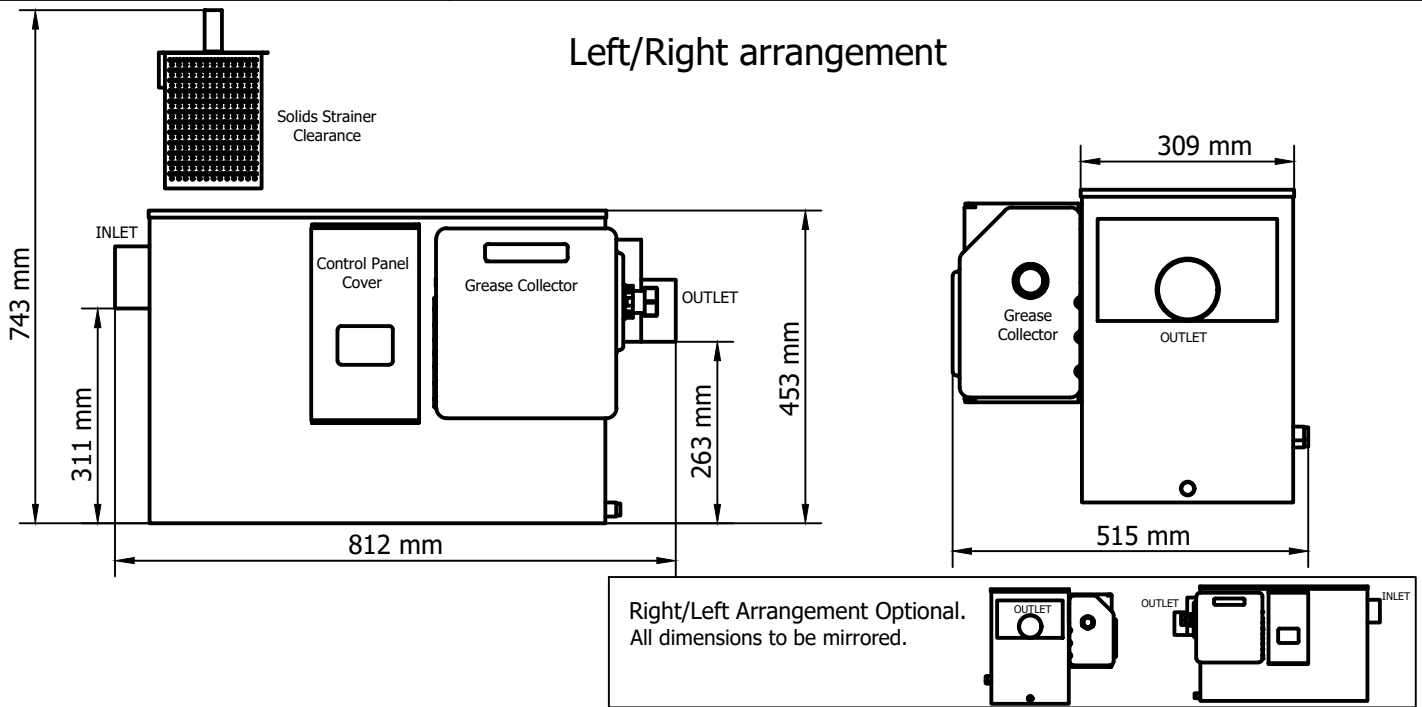 Left/Right arrangement
Solids Strainer
Clearance
743 mm
INLET
311 mm
Control Panel
Cover
Grease Collector
OUTLET
263 mm
453 mm
812 mm
309 mm
Grease
Collector
OUTLET
515 mm
Right/Left Arrangement Optional.
All dimensions to be mirrored.
OUTLET
OUTLET
INLET